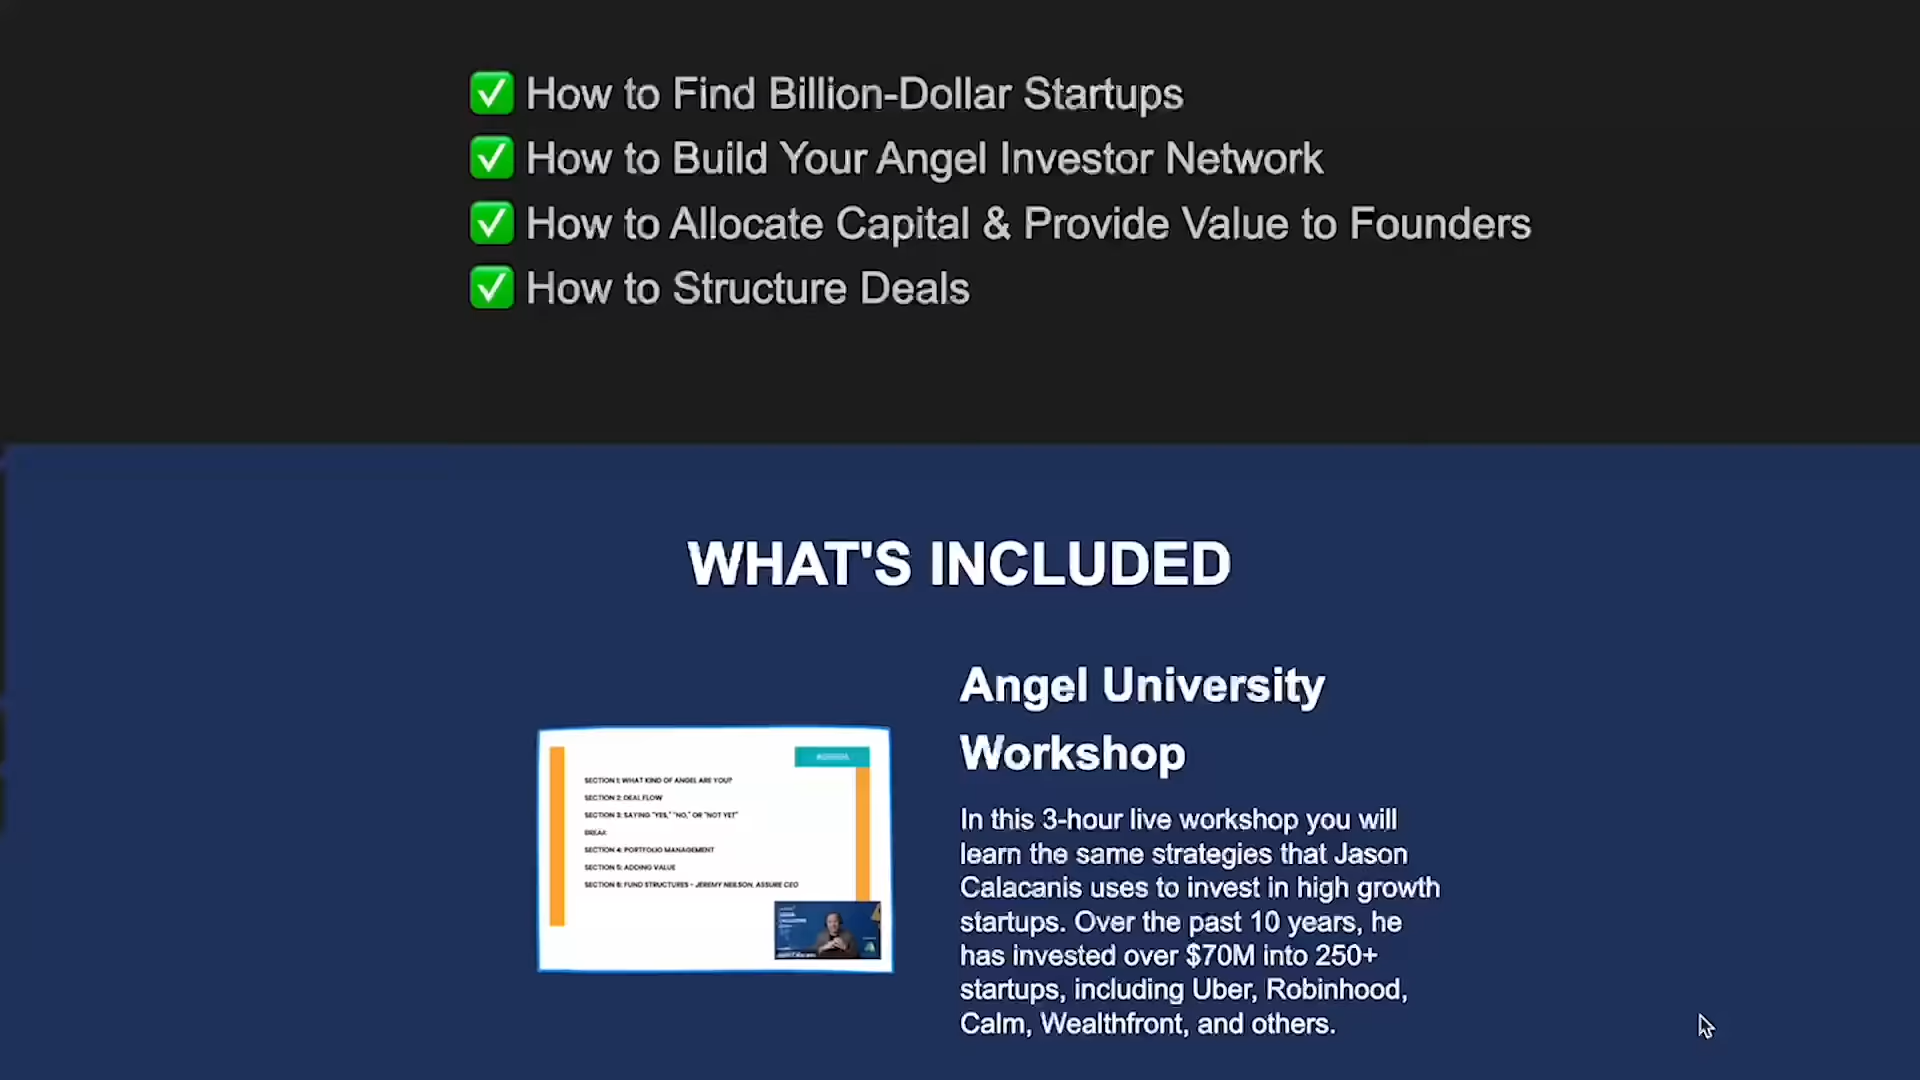 How to Find Billion-Dollar Startups
How to Build Your Angel Investor Network
How to Allocate Capital & Provide Value to Founders
How to Structure Deals
WHAT'S INCLUDED
Angel University
Workshop
SECTION 1: WHAT KIND OF ANGEL ARE YOU?
SECTION 2: DEAL FLOW
SECTION 3: SAYING "YES," "NO," OR "NOT YET"
BREAK
SECTION 4: PORTFOLIO MANAGEMENT
SECTION 5: ADDING VALUE
SECTION 6: FUND STRUCTURES - JEREMY NEILSON, ASSURE CEO
In this 3-hour live workshop you will
learn the same strategies that Jason
Calacanis uses to invest in high growth
startups. Over the past 10 years, he
has invested over $70M into 250+
startups, including Uber, Robinhood,
Calm, Wealthfront, and others.